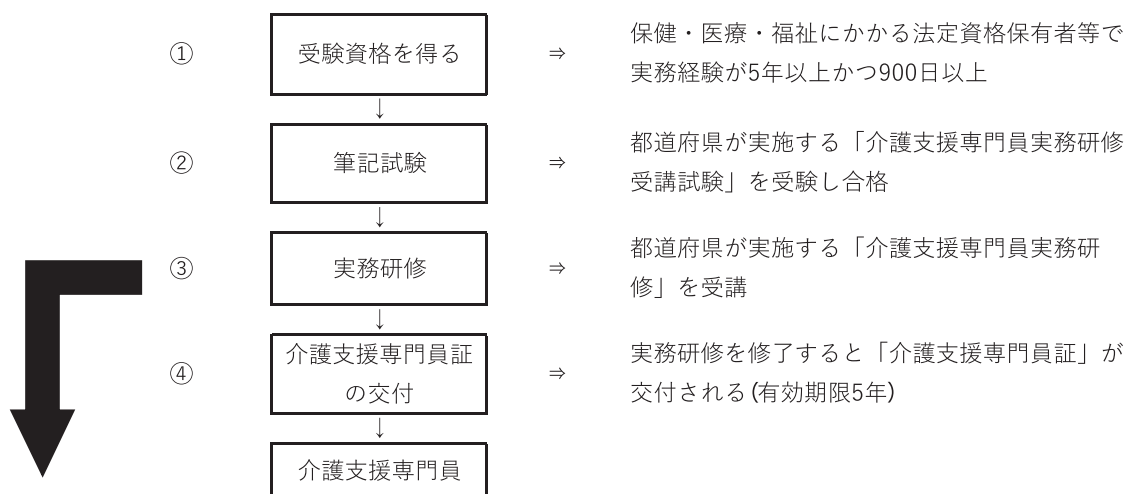 ① 受験資格を得る ⇒ 保健・医療・福祉にかかる法定資格保有者等で
実務経験が5年以上かつ900日以上
↓
② 筆記試験 ⇒ 都道府県が実施する「介護支援専門員実務研修
受講試験」を受験し合格
↓
③ 実務研修 ⇒ 都道府県が実施する「介護支援専門員実務研
修」を受講
↓
④ 介護支援専門員証
の交付 ⇒ 実務研修を修了すると「介護支援専門員証」が
交付される(有効期限5年)
↓
介護支援専門員